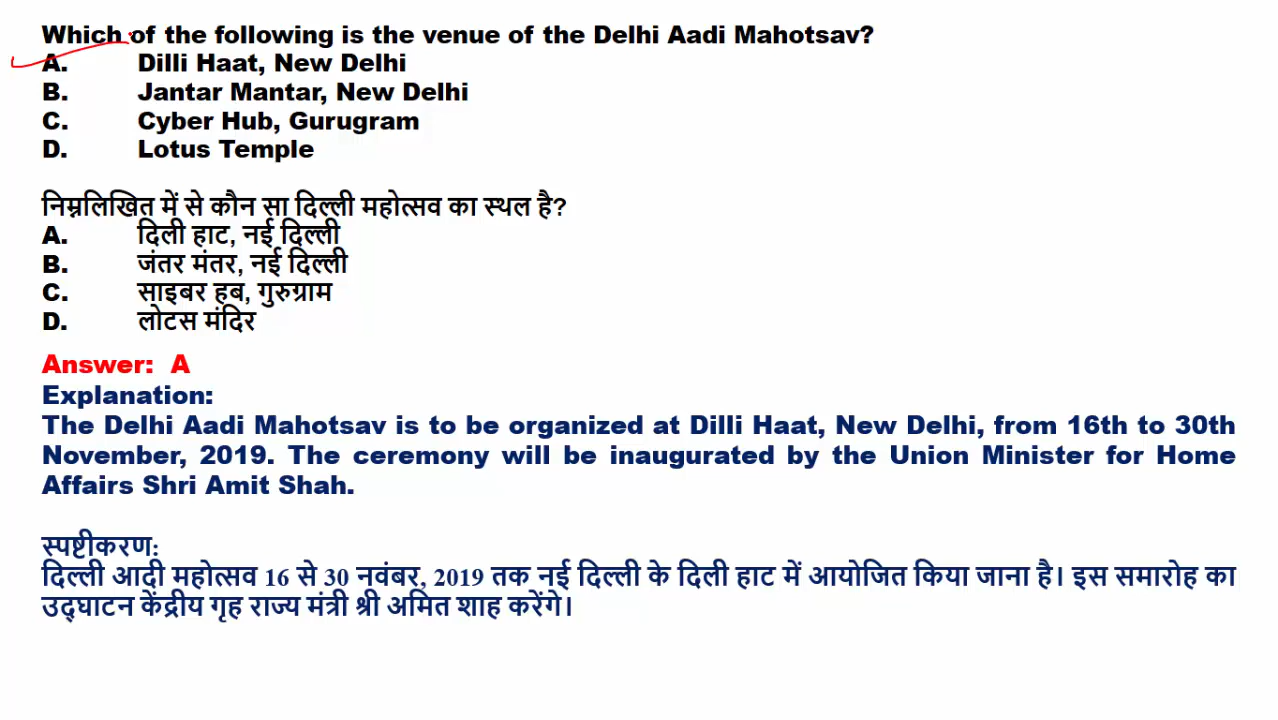 Which of the following is the venue of the Delhi Aadi Mahotsav?
A. Dilli Haat, New Delhi
B. Jantar Mantar, New Delhi
C. Cyber Hub, Gurugram
D. Lotus Temple
निम्नलिखित में से कौन सा दिल्ली महोत्सव का स्थल है?
A. दिली हाट, नई दिल्ली
B. जंतर मंतर, नई दिल्ली
C. साइबर हब, गुरुग्राम
D. लोटस मंदिर
Answer: A
Explanation:
The Delhi Aadi Mahotsav is to be organized at Dilli Haat, New Delhi, from 16th to 30th
November, 2019. The ceremony will be inaugurated by the Union Minister for Home
Affairs Shri Amit Shah.
स्पष्टीकरण:
दिल्ली आदी महोत्सव 16 से 30 नवंबर, 2019 तक नई दिल्ली के दिली हाट में आयोजित किया जाना है। इस समारोह का
उद्घाटन केंद्रीय गृह राज्य मंत्री श्री अमित शाह करेंगे।